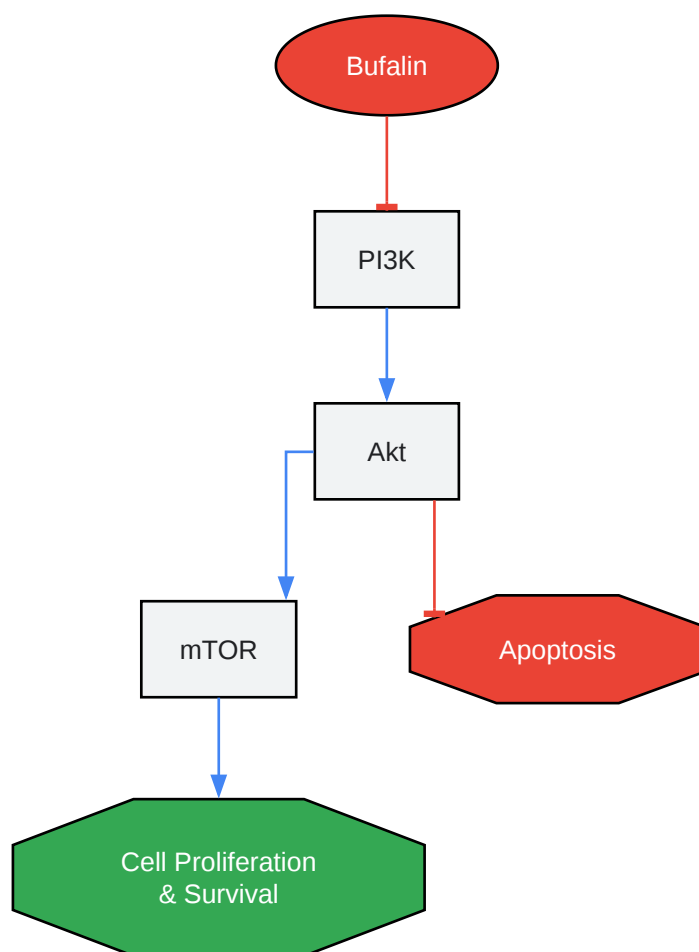 Bufalin
PI3K
Akt
mTOR
Apoptosis
Cell Proliferation
& Survival